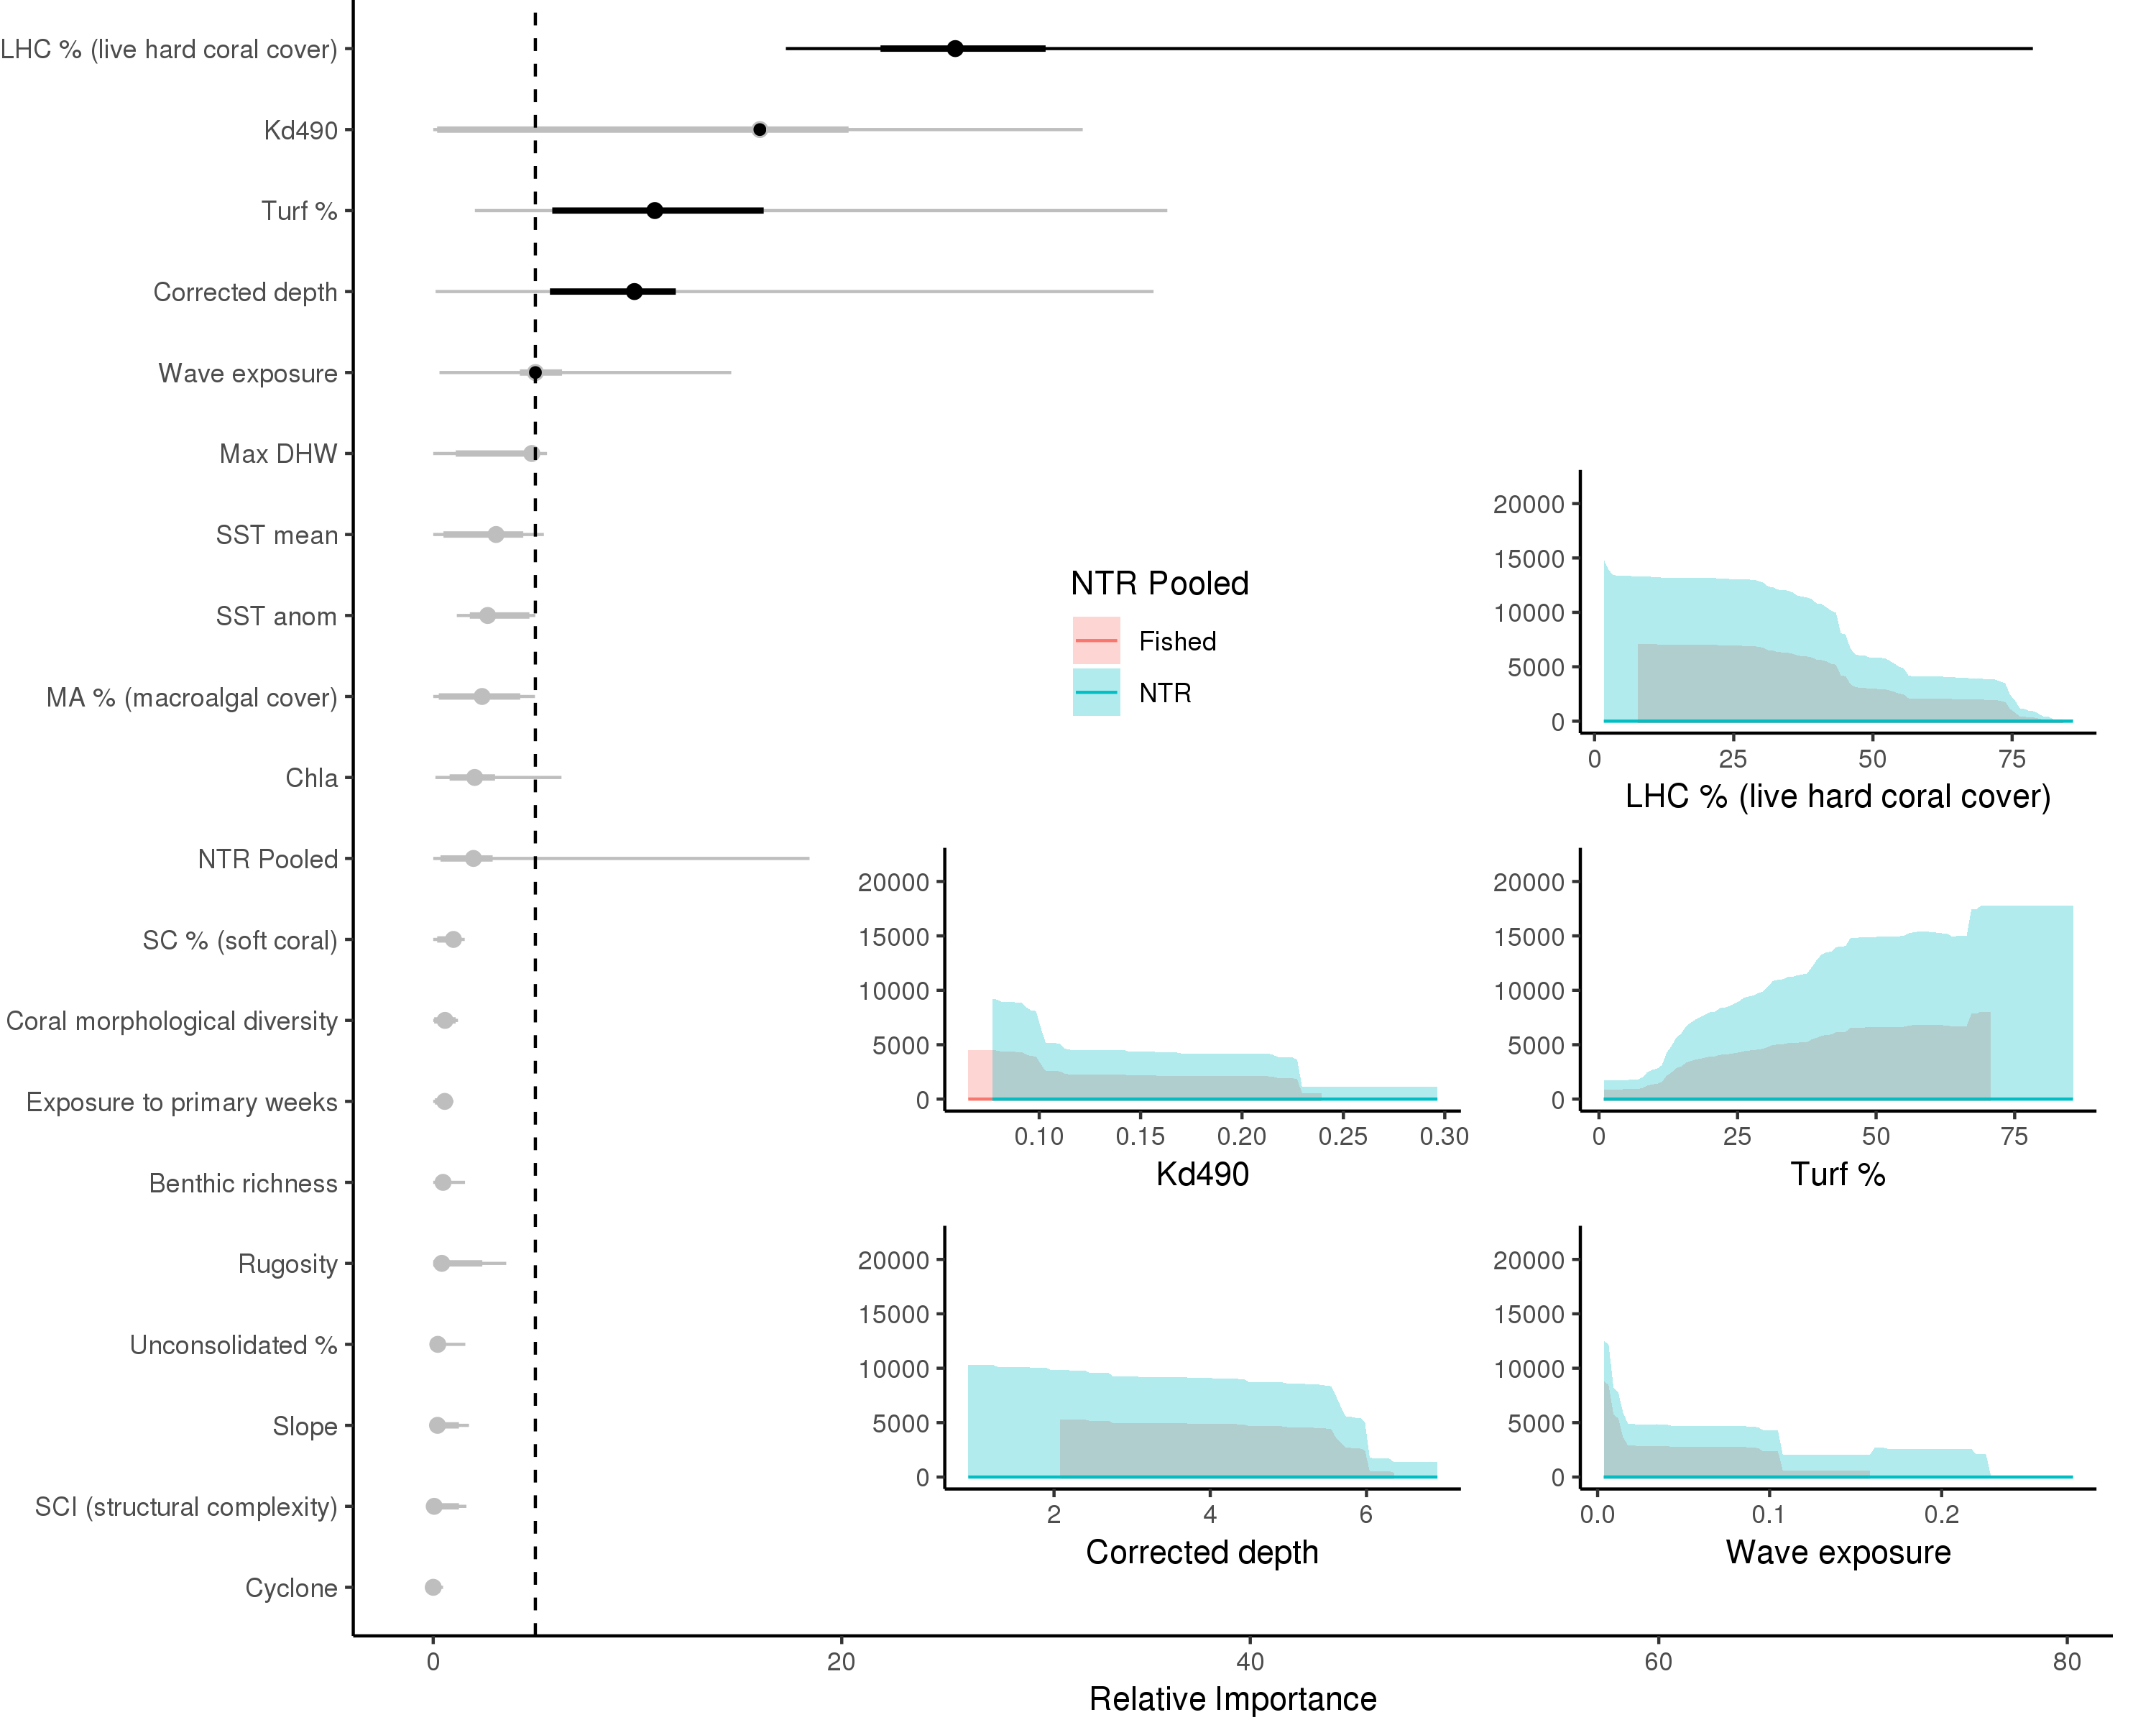 LHC % (live hard coral cover)
Kd490
Turf %
Corrected depth
Wave exposure
Max DHW
SST mean
SST anom
MA % (macroalgal cover)
Chla
NTR Pooled
SC % (soft coral)
Coral morphological diversity
Exposure to primary weeks
Benthic richness
Rugosity
Unconsolidated %
Slope
SCI (structural complexity)
Cyclone
0 20 40 60 80
Relative Importance
NTR Pooled
Fished
NTR
20000
15000
10000
5000
0
0 25 50 75
LHC % (live hard coral cover)
20000
15000
10000
5000
0
0.10 0.15 0.20 0.25 0.30
Kd490
20000
15000
10000
5000
0
0 25 50 75
Turf %
20000
15000
10000
5000
0
2 4 6
Corrected depth
20000
15000
10000
5000
0
0.0 0.1 0.2
Wave exposure